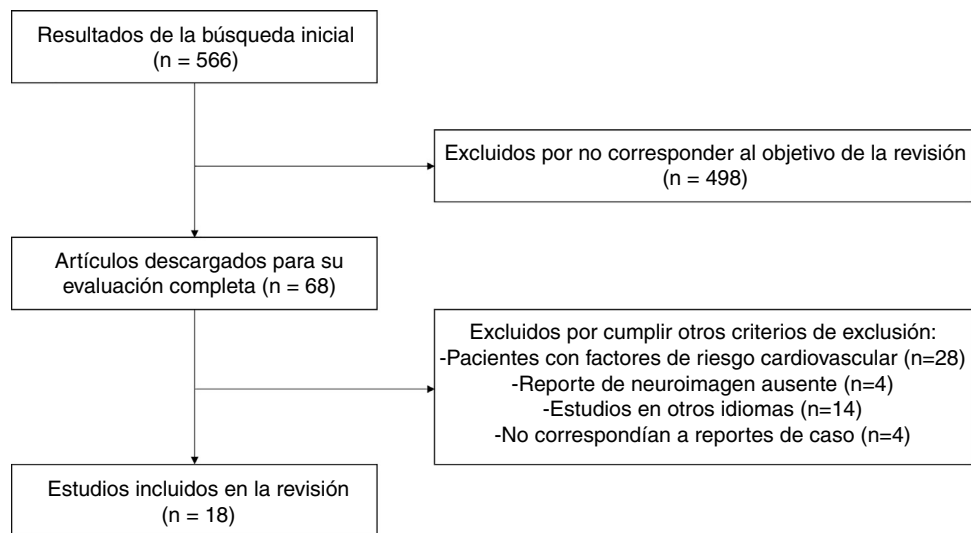 Resultados de la búsqueda inicial
(n = 566)
Excluidos por no corresponder al objetivo de la revisión
(n = 498)
Artículos descargados para su
evaluación completa (n = 68)
Excluidos por cumplir otros criterios de exclusión:
-Pacientes con factores de riesgo cardiovascular (n=28)
-Reporte de neuroimagen ausente (n=4)
-Estudios en otros idiomas (n=14)
-No correspondían a reportes de caso (n=4)
Estudios incluidos en la revisión
(n = 18)